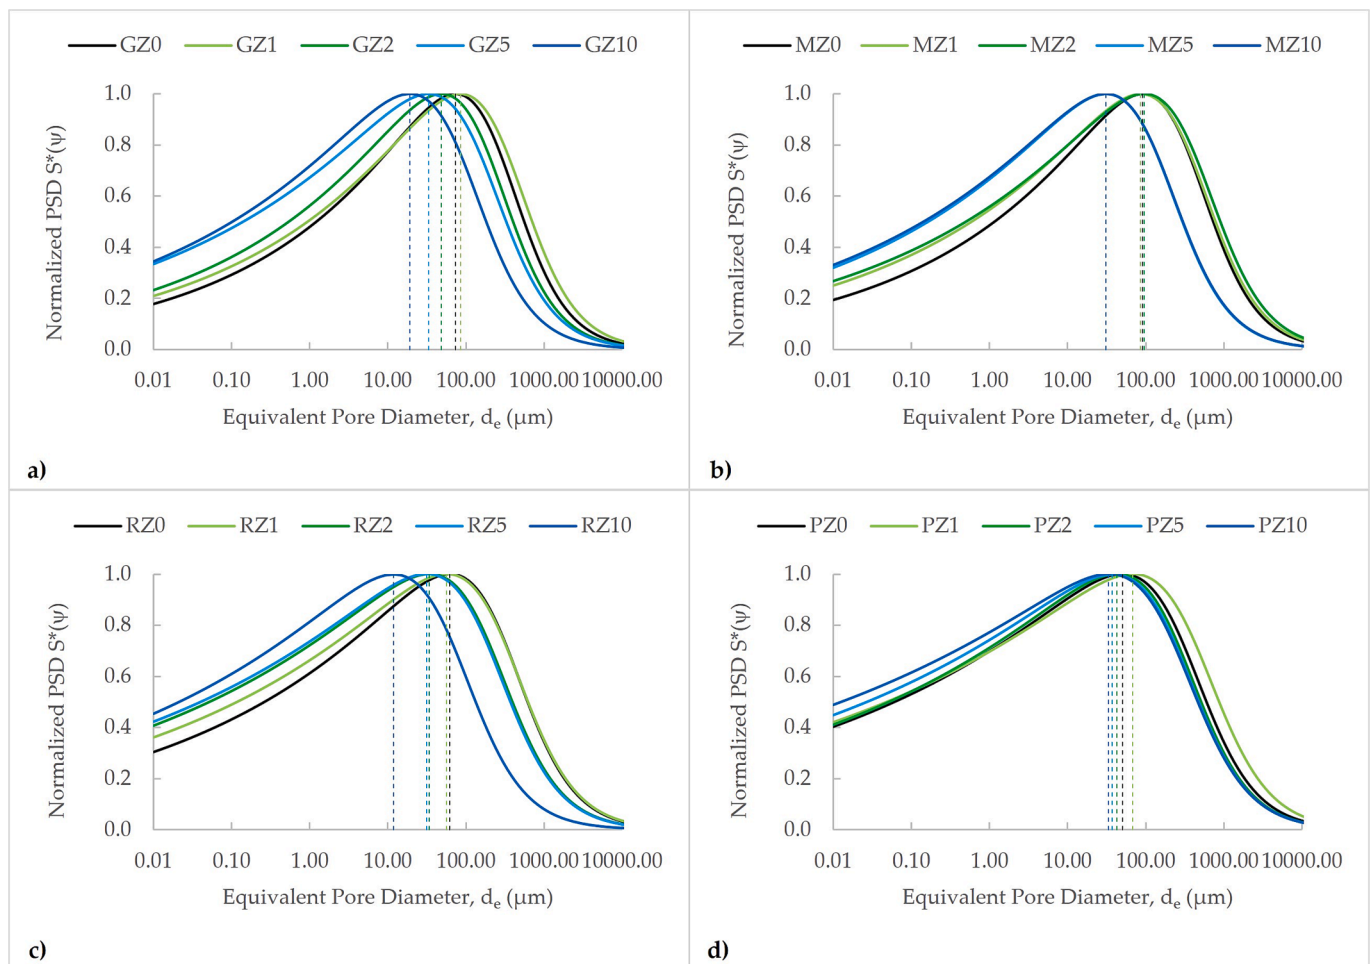 GZ0 GZ1 GZ2 GZ5 GZ10
Normalized PSD S*(ψ)
1.0
0.8
0.6
0.4
0.2
0.0
0.01 0.10 1.00 10.00 100.00 1000.00 10000.00
Equivalent Pore Diameter, dₑ (µm)
a)
MZ0 MZ1 MZ2 MZ5 MZ10
Normalized PSD S*(ψ)
1.0
0.8
0.6
0.4
0.2
0.0
0.01 0.10 1.00 10.00 100.00 1000.00 10000.00
Equivalent Pore Diameter, dₑ (µm)
b)
RZ0 RZ1 RZ2 RZ5 RZ10
Normalized PSD S*(ψ)
1.0
0.8
0.6
0.4
0.2
0.0
0.01 0.10 1.00 10.00 100.00 1000.00 10000.00
Equivalent Pore Diameter, dₑ (µm)
c)
PZ0 PZ1 PZ2 PZ5 PZ10
Normalized PSD S*(ψ)
1.0
0.8
0.6
0.4
0.2
0.0
0.01 0.10 1.00 10.00 100.00 1000.00 10000.00
Equivalent Pore Diameter, dₑ (µm)
d)